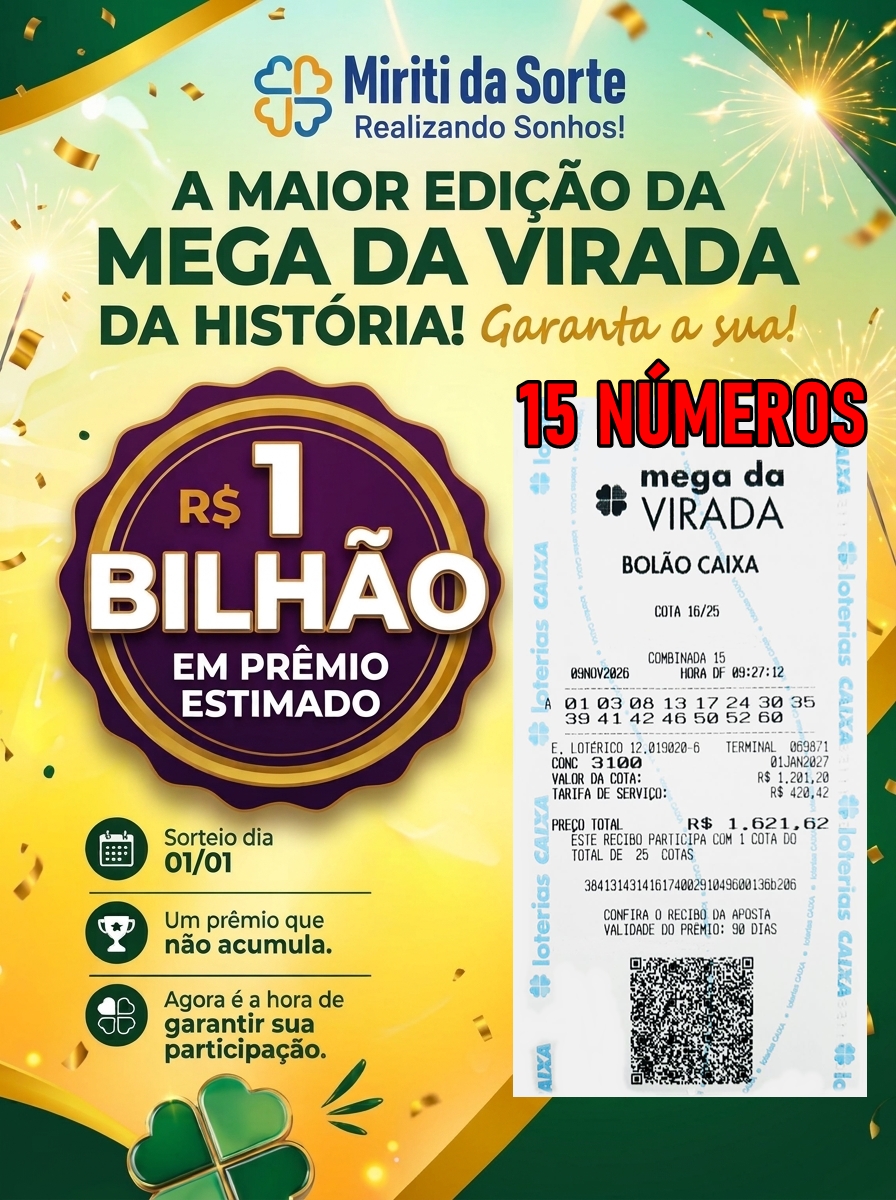 Miriti da Sorte
Realizando Sonhos!
A MAIOR EDIÇÃO DA
MEGA DA VIRADA
DA HISTÓRIA! Garanta a sua!
R$ 1
BILHÃO
EM PRÊMIO
ESTIMADO
Sorteio dia
01/01
Um prêmio que
não acumula.
Agora é a hora de
garantir sua
participação.
15 NÚMEROS
mega da
VIRADA
BOLÃO CAIXA
COTA 16/25
COMBINADA 15
09NOV2026 HORA DF 09:27:12
A 01 03 08 13 17 24 30 35
39 41 42 46 50 52 60
E. LOTÉRICO 12.019020-6 TERMINAL 069871
CONC 3100 01JAN2027
VALOR DA COTA: R$ 1.201,20
TARIFA DE SERVIÇO: R$ 420,42
PREÇO TOTAL R$ 1.621,62
ESTE RECIBO PARTICIPA COM 1 COTA DO
TOTAL DE 25 COTAS
38413143141617400291049600136b206
CONFIRA O RECIBO DA APOSTA
VALIDADE DO PRÊMIO: 90 DIAS
loterias CAIXA
loterias CAIXA
loterias CAIXA
loterias CAIXA